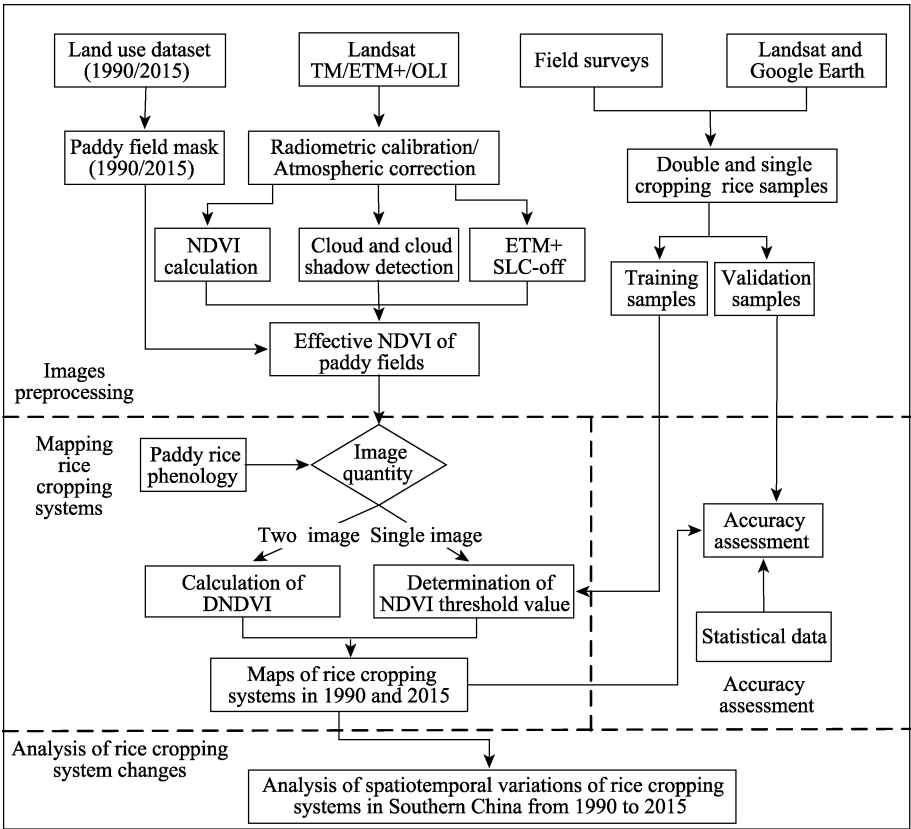 Land use dataset
(1990/2015)
Landsat
TM/ETM+/OLI
Field surveys
Landsat and
Google Earth
Paddy field mask
(1990/2015)
Radiometric calibration/
Atmospheric correction
Double and single
cropping rice samples
NDVI
calculation
Cloud and cloud
shadow detection
ETM+
SLC-off
Training
samples
Validation
samples
Effective NDVI of
paddy fields
Images
preprocessing
Mapping
rice
cropping
systems
Paddy rice
phenology
Image
quantity
Two image
Single image
Accuracy
assessment
Calculation of
DNDVI
Determination of
NDVI threshold value
Statistical data
Maps of rice cropping
systems in 1990 and 2015
Accuracy
assessment
Analysis of rice cropping
system changes
Analysis of spatiotemporal variations of rice cropping
systems in Southern China from 1990 to 2015